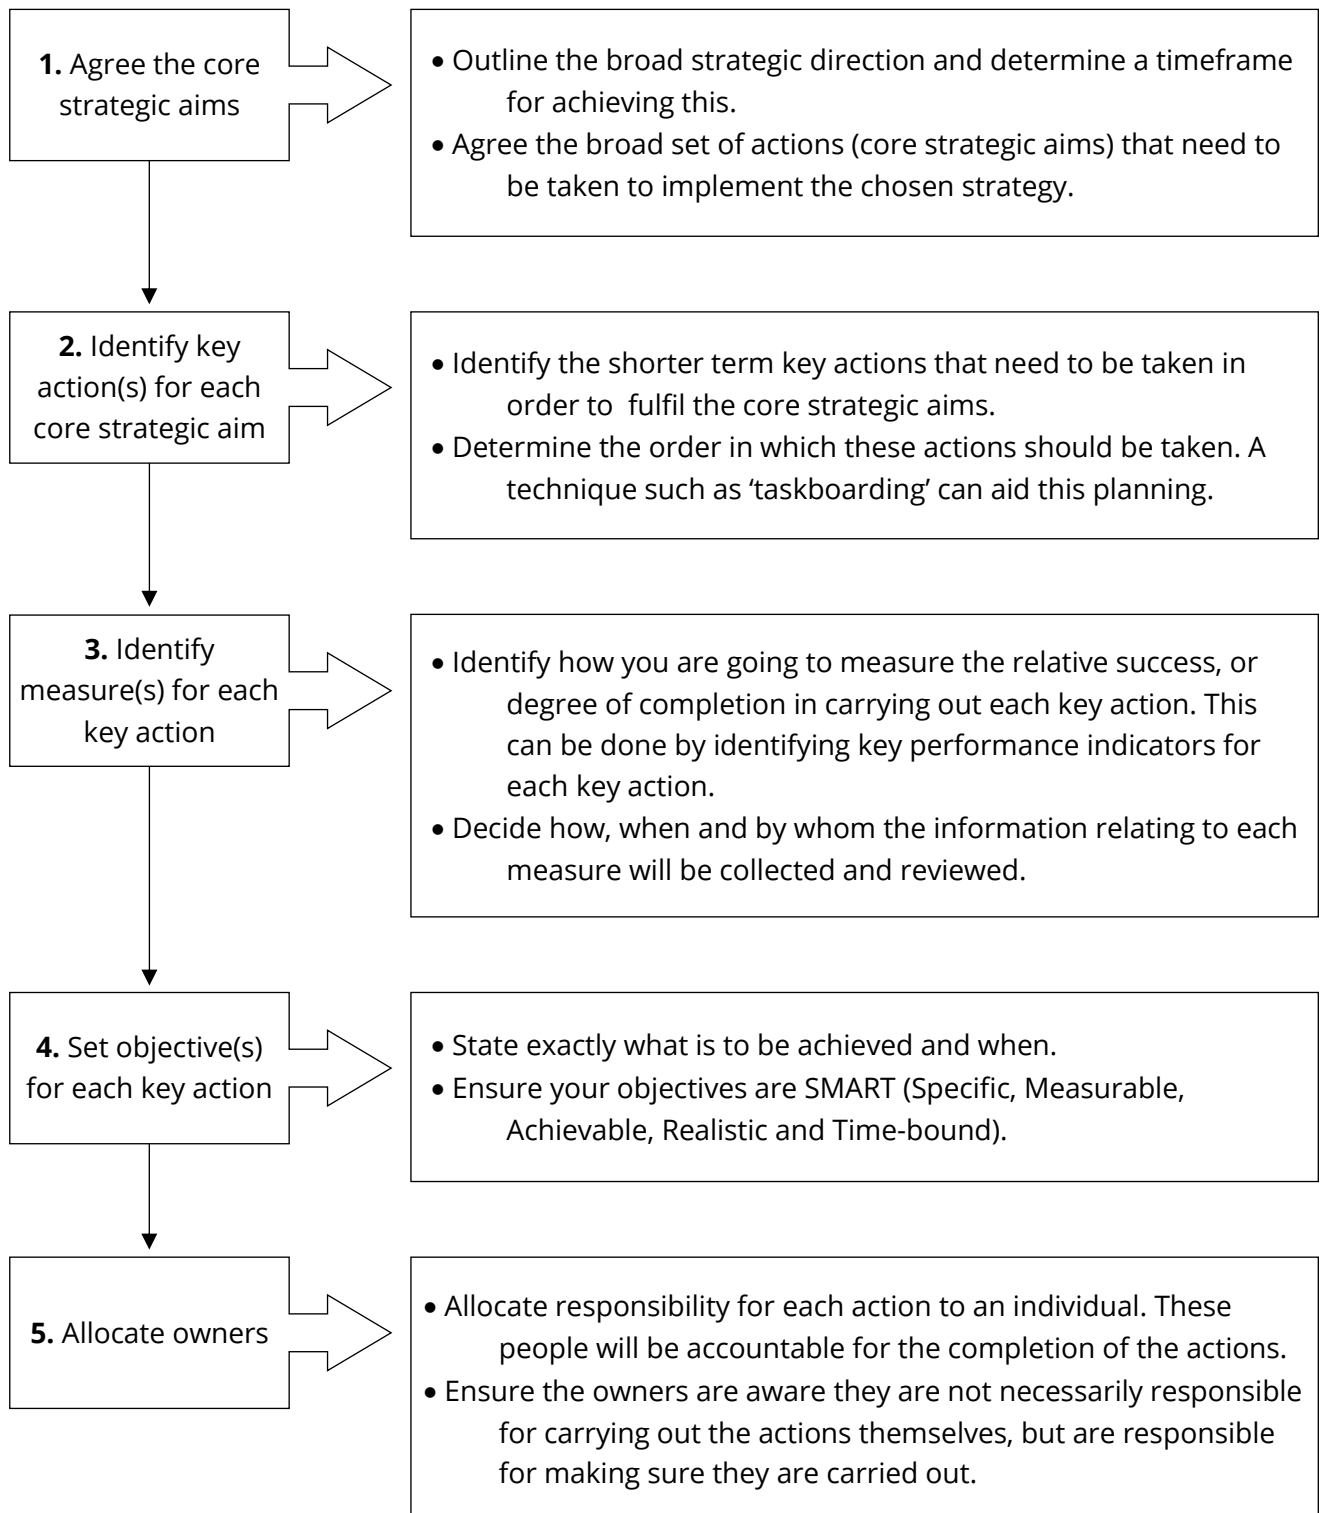 1. Agree the core
strategic aims
• Outline the broad strategic direction and determine a timeframe
for achieving this.
• Agree the broad set of actions (core strategic aims) that need to
be taken to implement the chosen strategy.
2. Identify key
action(s) for each
core strategic aim
• Identify the shorter term key actions that need to be taken in
order to  fulfil the core strategic aims.
• Determine the order in which these actions should be taken. A
technique such as ‘taskboarding’ can aid this planning.
3. Identify
measure(s) for each
key action
• Identify how you are going to measure the relative success, or
degree of completion in carrying out each key action. This
can be done by identifying key performance indicators for
each key action.
• Decide how, when and by whom the information relating to each
measure will be collected and reviewed.
4. Set objective(s)
for each key action
• State exactly what is to be achieved and when.
• Ensure your objectives are SMART (Specific, Measurable,
Achievable, Realistic and Time-bound).
5. Allocate owners
• Allocate responsibility for each action to an individual. These
people will be accountable for the completion of the actions.
• Ensure the owners are aware they are not necessarily responsible
for carrying out the actions themselves, but are responsible
for making sure they are carried out.